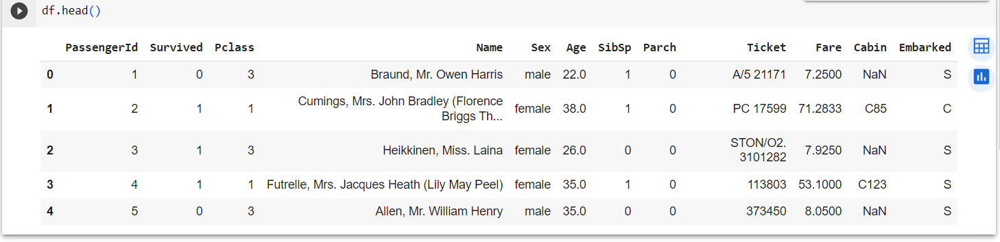 df.head()
PassengerId Survived Pclass Name Sex Age SibSp Parch Ticket Fare Cabin Embarked
0 1 0 3 Braund, Mr. Owen Harris male 22.0 1 0 A/5 21171 7.2500 NaN S
1 2 1 1 Cumings, Mrs. John Bradley (Florence
Briggs Th... female 38.0 1 0 PC 17599 71.2833 C85 C
2 3 1 3 Heikkinen, Miss. Laina female 26.0 0 0 STON/O2.
3101282 7.9250 NaN S
3 4 1 1 Futrelle, Mrs. Jacques Heath (Lily May Peel) female 35.0 1 0 113803 53.1000 C123 S
4 5 0 3 Allen, Mr. William Henry male 35.0 0 0 373450 8.0500 NaN S